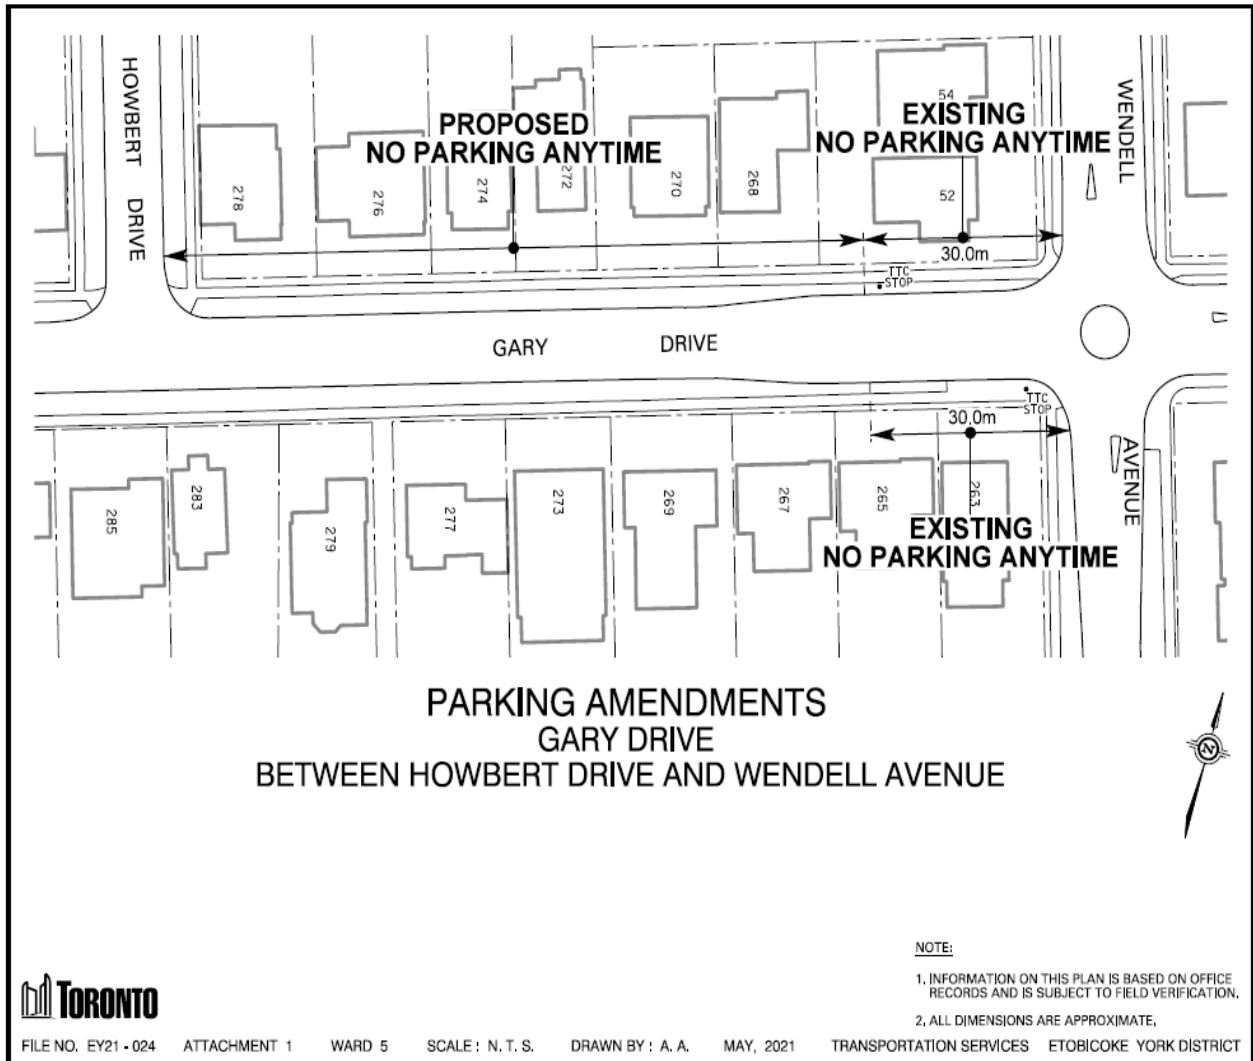 HOWBERT DRIVE
WENDELL
AVENUE
PROPOSED
NO PARKING ANYTIME
EXISTING
NO PARKING ANYTIME
278
276
274
272
270
268
54
52
30.0m
TTC
STOP
GARY DRIVE
TTC
STOP
30.0m
285
283
279
277
273
269
267
265
263
EXISTING
NO PARKING ANYTIME
PARKING AMENDMENTS
GARY DRIVE
BETWEEN HOWBERT DRIVE AND WENDELL AVENUE
N
NOTE:
1. INFORMATION ON THIS PLAN IS BASED ON OFFICE
RECORDS AND IS SUBJECT TO FIELD VERIFICATION.
2. ALL DIMENSIONS ARE APPROXIMATE.
TORONTO
FILE NO. EY21 - 024 ATTACHMENT 1 WARD 5 SCALE : N. T. S. DRAWN BY : A. A. MAY, 2021 TRANSPORTATION SERVICES ETOBICOKE YORK DISTRICT